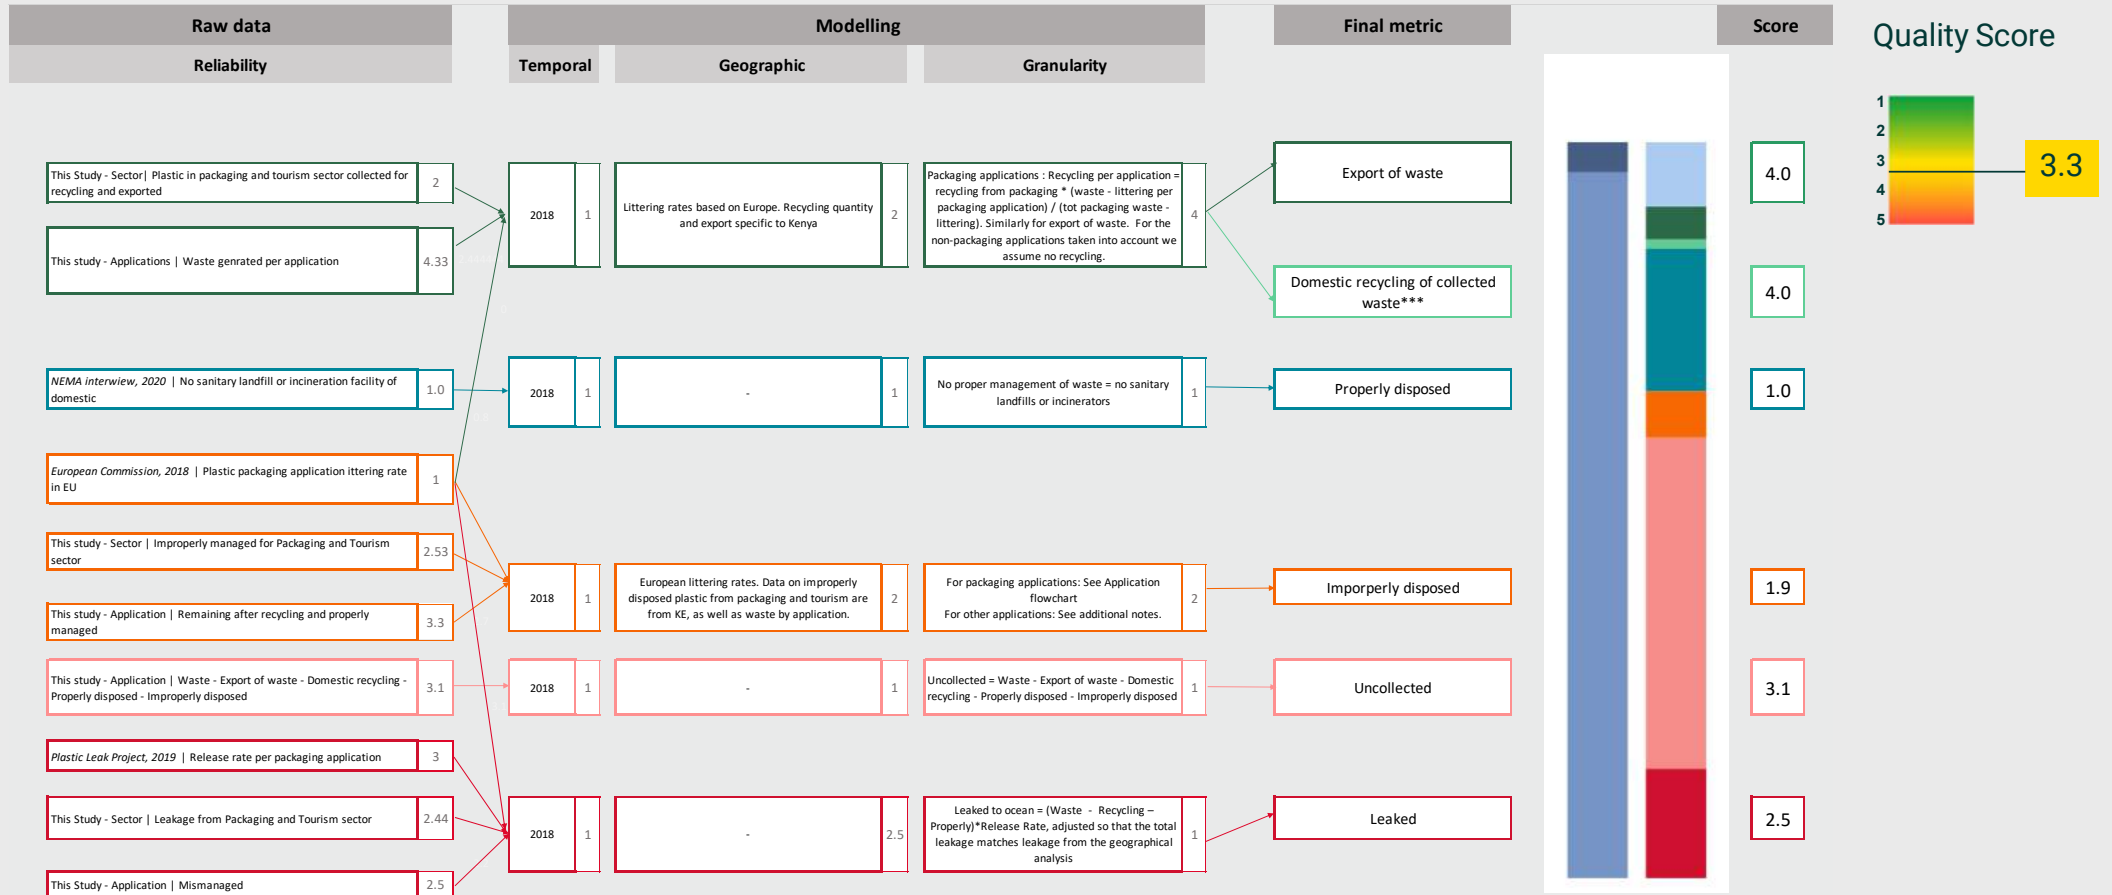 Raw data
Modelling
Final metric
Score
Quality Score
Reliability
Temporal
Geographic
Granularity
1
2
3
4
5
3.3
This Study - Sector| Plastic in packaging and tourism sector collected for
recycling and exported
2
This study - Applications | Waste genrated per application
4.33
2018
1
Littering rates based on Europe. Recycling quantity
and export specific to Kenya
2
Packaging applications : Recycling per application =
recycling from packaging * (waste - littering per
packaging application) / (tot packaging waste -
littering). Similarly for export of waste.  For the
non-packaging applications taken into account we
assume no recycling.
4
Export of waste
4.0
Domestic recycling of collected
waste***
4.0
NEMA interwiew, 2020 | No sanitary landfill or incineration facility of
domestic
1.0
2018
1
-
1
No proper management of waste = no sanitary
landfills or incinerators
1
Properly disposed
1.0
European Commission, 2018 | Plastic packaging application ittering rate
in EU
1
This study - Sector | Improperly managed for Packaging and Tourism
sector
2.53
This study - Application | Remaining after recycling and properly
managed
3.3
2018
1
European littering rates. Data on improperly
disposed plastic from packaging and tourism are
from KE, as well as waste by application.
2
For packaging applications: See Application
flowchart
For other applications: See additional notes.
2
Imporperly disposed
1.9
This study - Application | Waste - Export of waste - Domestic recycling -
Properly disposed - Improperly disposed
3.1
2018
1
-
1
Uncollected = Waste - Export of waste - Domestic
recycling - Properly disposed - Improperly disposed
1
Uncollected
3.1
Plastic Leak Project, 2019 | Release rate per packaging application
3
This Study - Sector | Leakage from Packaging and Tourism sector
2.44
This Study - Application | Mismanaged
2.5
2018
1
-
2.5
Leaked to ocean = (Waste - Recycling –
Properly)*Release Rate, adjusted so that the total
leakage matches leakage from the geographical
analysis
1
Leaked
2.5